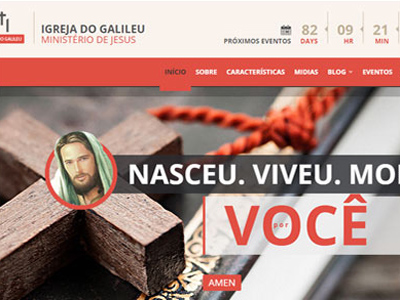 DO GALILEU
IGREJA DO GALILEU
MINISTÉRIO DE JESUS
PRÓXIMOS EVENTOS
82 09 21
DAYS HR MIN
INÍCIO SOBRE CARACTERÍSTICAS MIDIAS BLOG EVENTOS
NASCEU. VIVEU. MO
por VOCÊ
AMEN